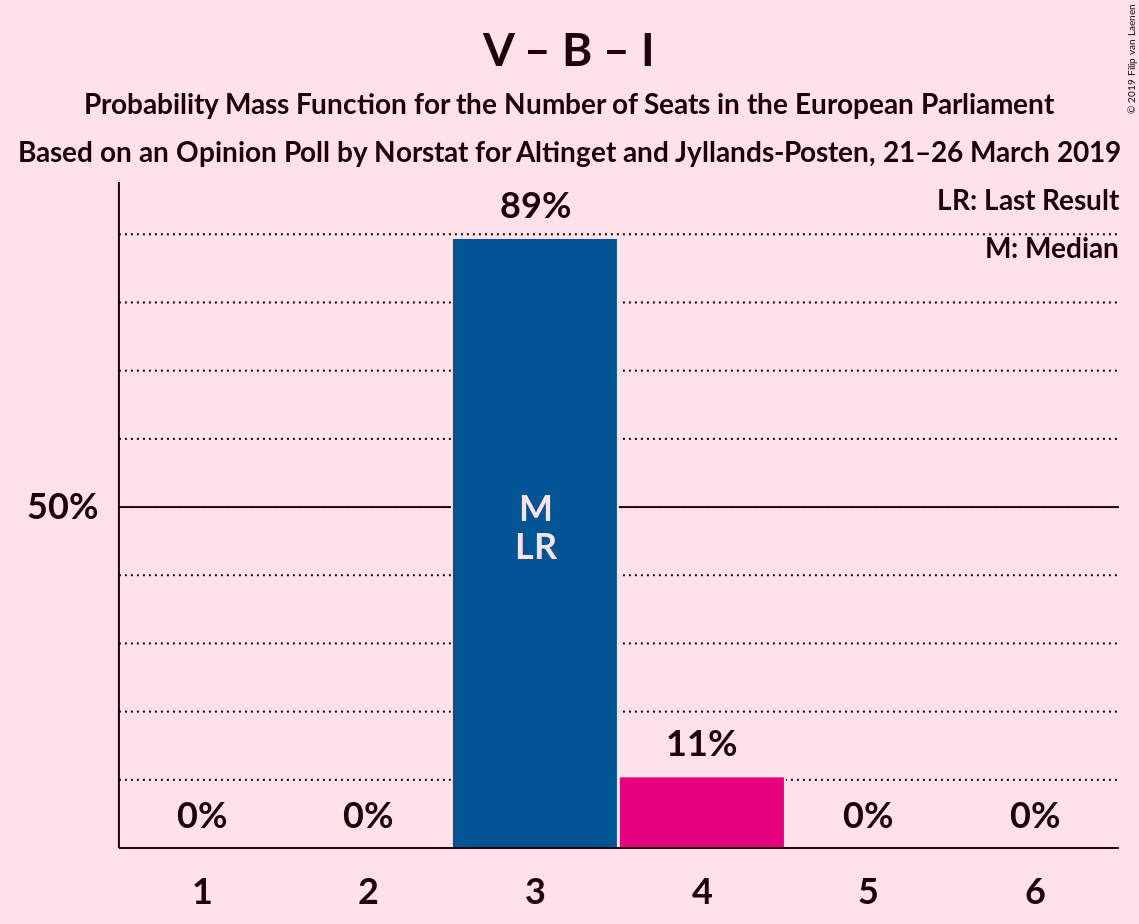 V – B – I
Probability Mass Function for the Number of Seats in the European Parliament
Based on an Opinion Poll by Norstat for Altinget and Jyllands-Posten, 21–26 March 2019
© 2019 Filip van Laenen
LR: Last Result
M: Median
89%
50%
M
LR
11%
0%
0%
0%
0%
1
2
3
4
5
6